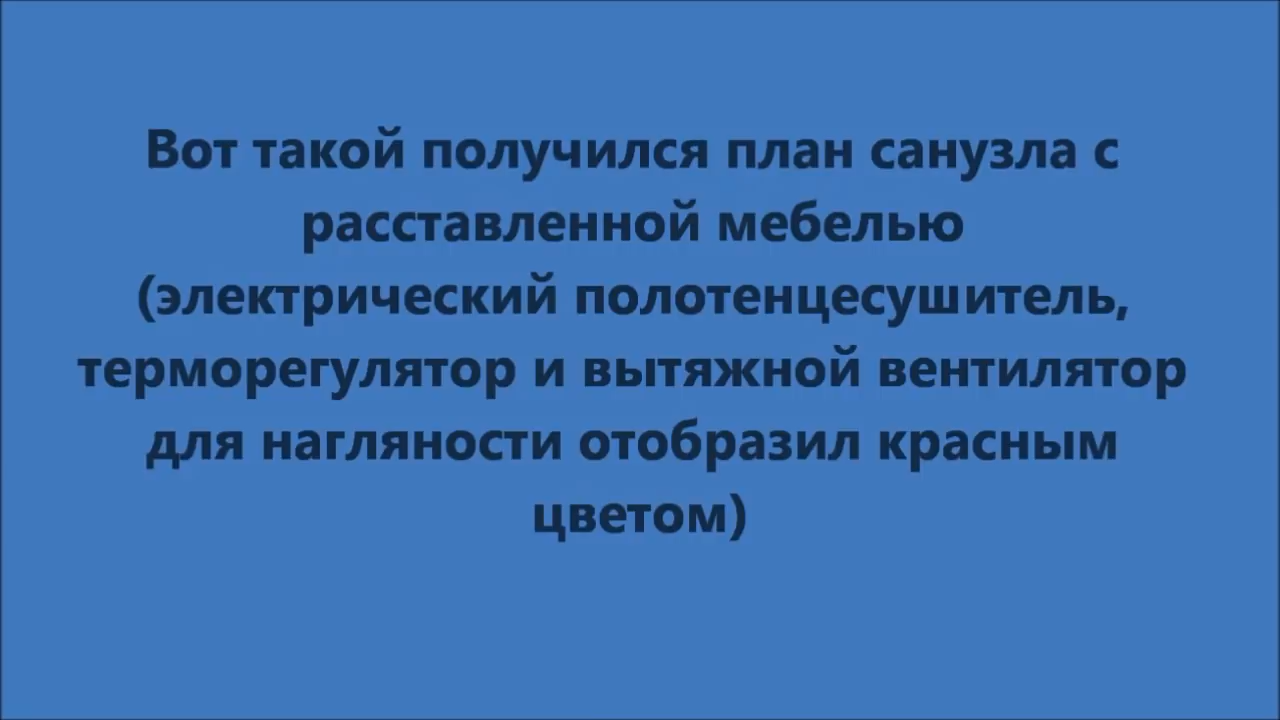 Вот такой получился план санузла с
расставленной мебелью
(электрический полотенцесушитель,
терморегулятор и вытяжной вентилятор
для нагляности отобразил красным
цветом)